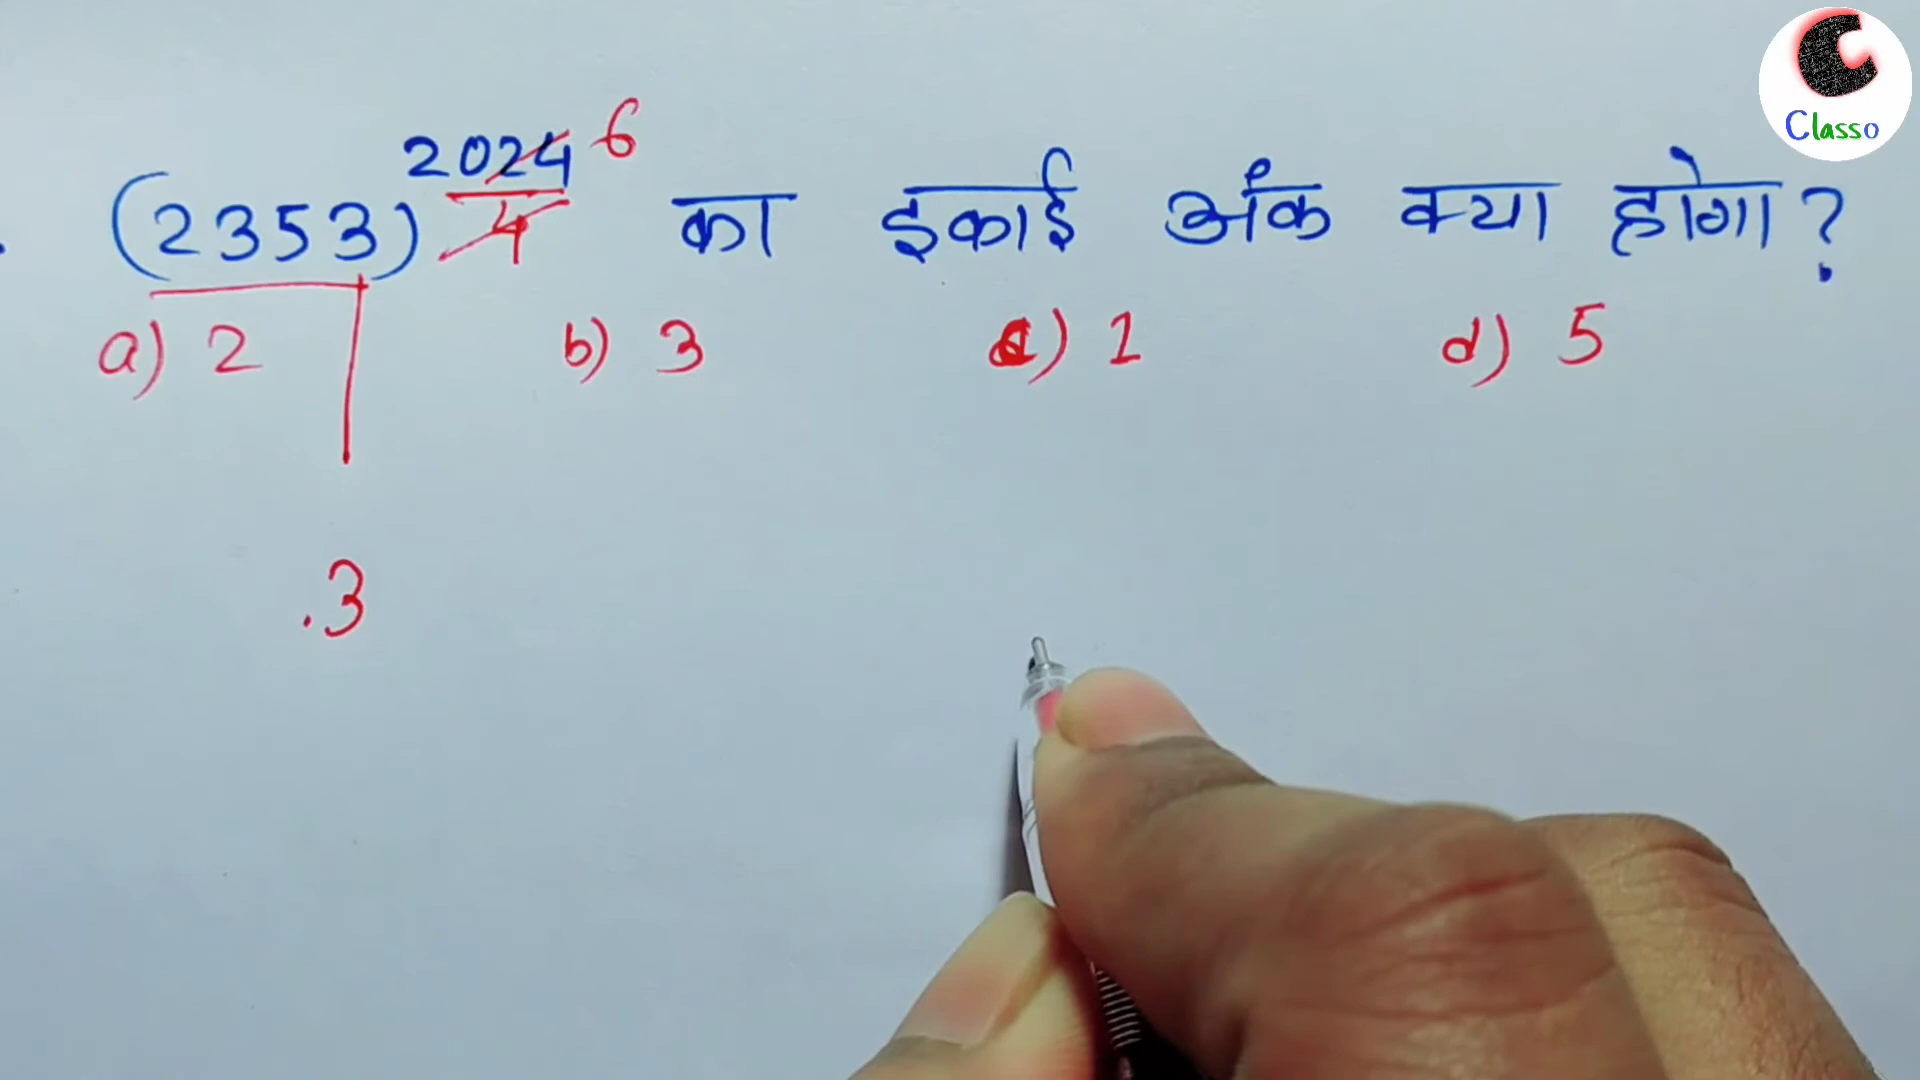 C
Classo
(2353)^2024/4 6 का इकाई अंक क्या होगा?
a) 2 b) 3 c) 1 d) 5
.3